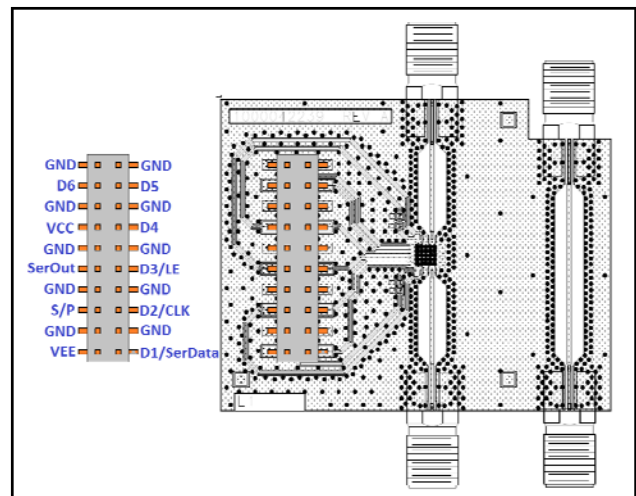 GND GND
D6 D5
GND GND
VCC D4
GND GND
SerOut D3/LE
GND GND
S/P D2/CLK
GND GND
VEE D1/SerData